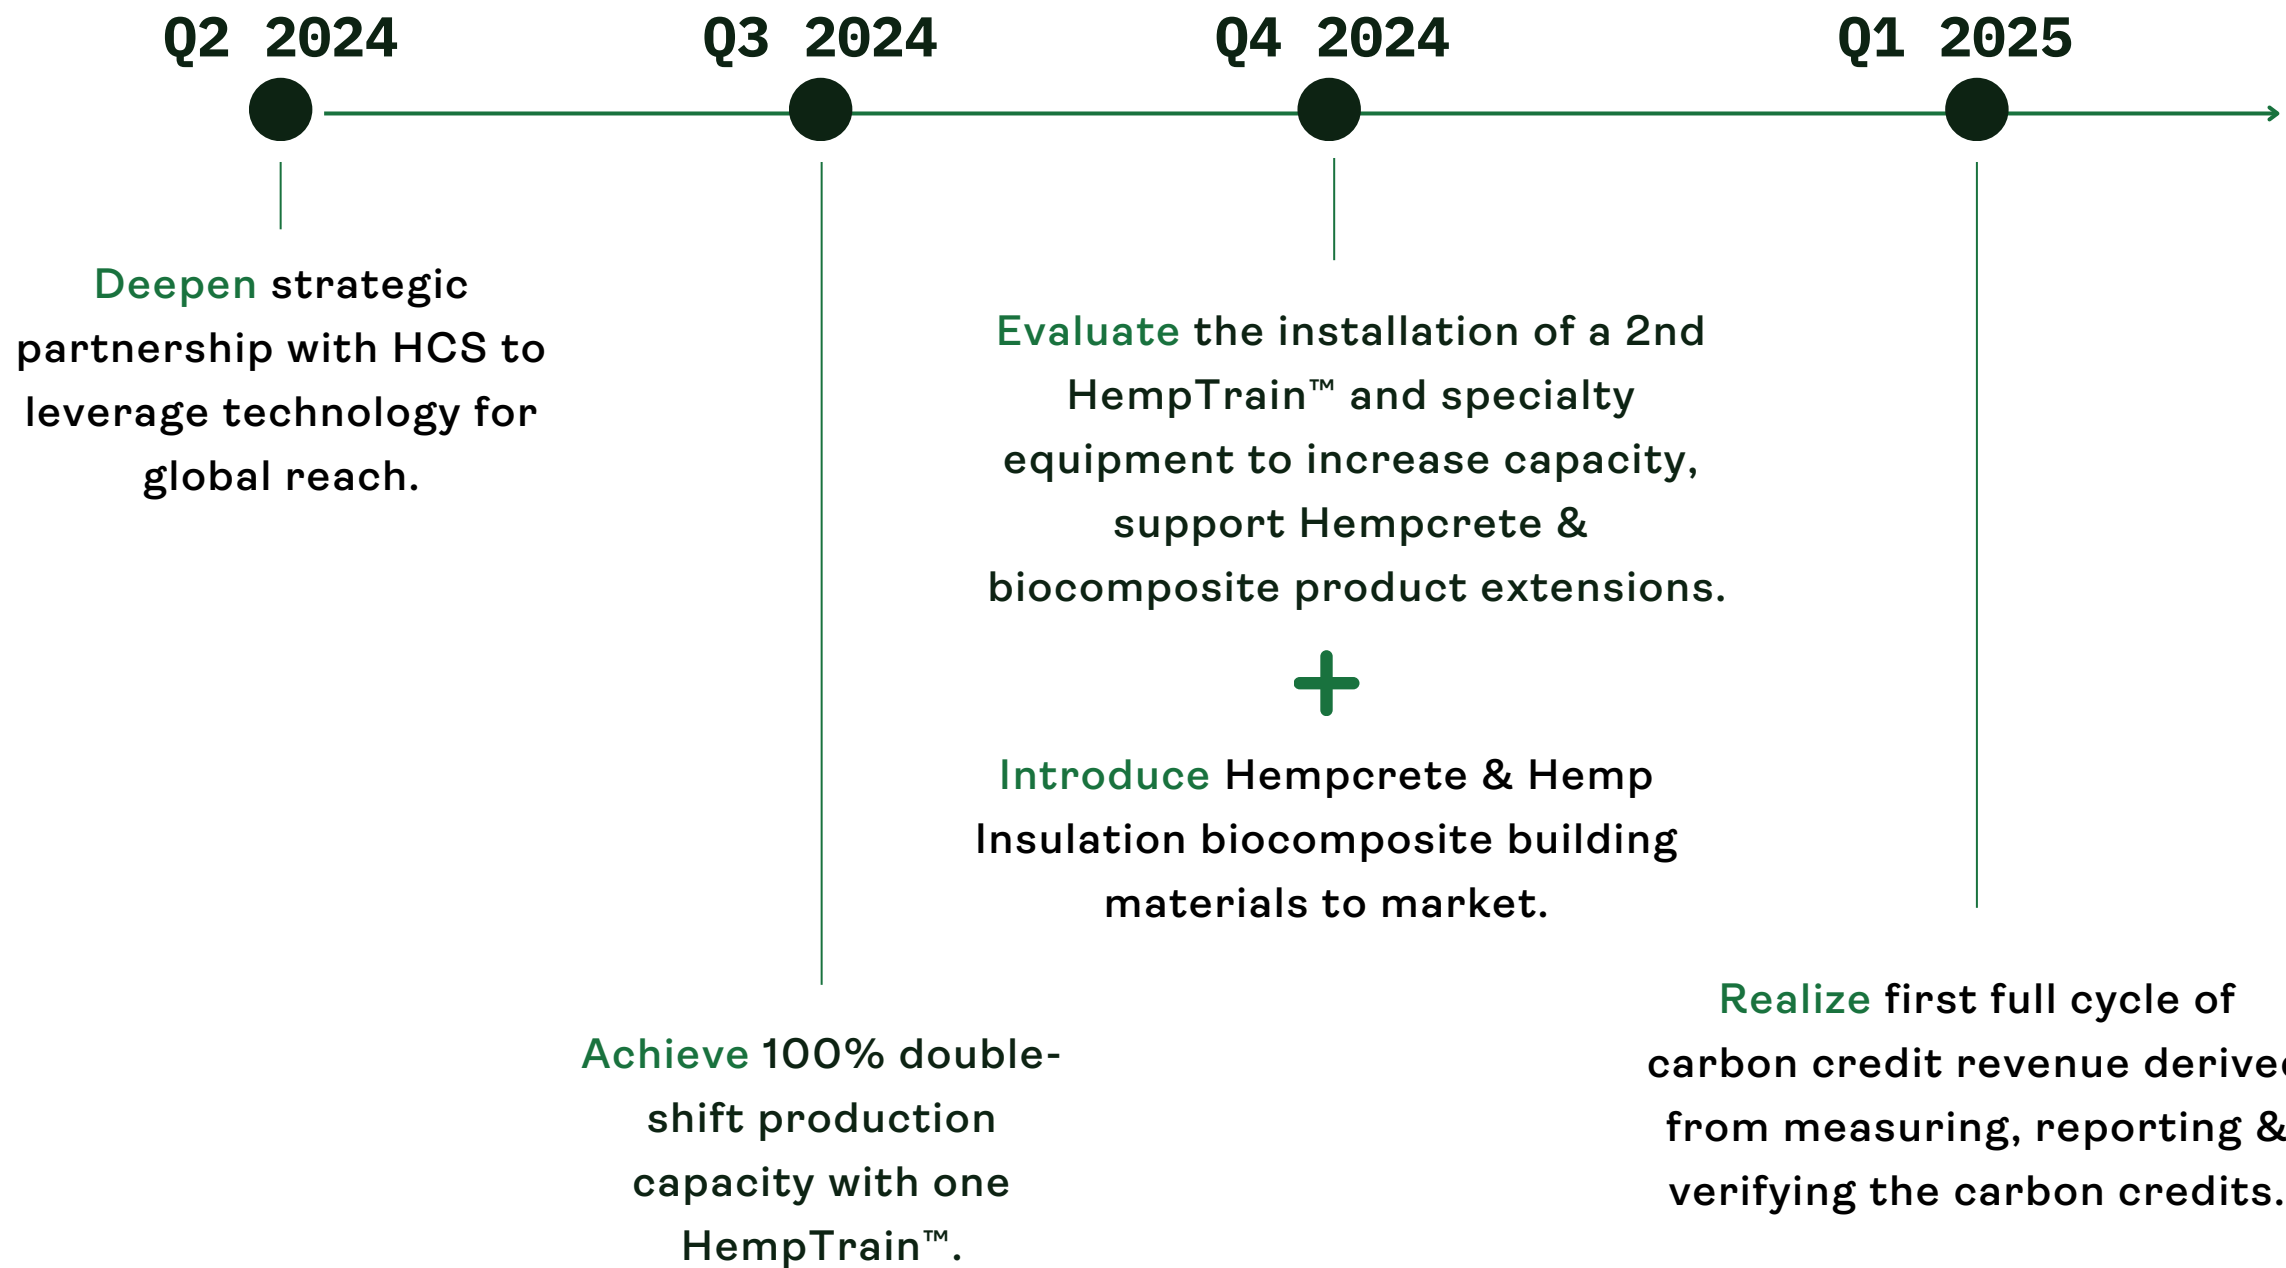 Q2 2024
Q3 2024
Q4 2024
Q1 2025
Deepen strategic
partnership with HCS to
leverage technology for
global reach.
Achieve 100% double-
shift production
capacity with one
HempTrain™.
Evaluate the installation of a 2nd
HempTrain™ and specialty
equipment to increase capacity,
support Hempcrete &
biocomposite product extensions.
+
Introduce Hempcrete & Hemp
Insulation biocomposite building
materials to market.
Realize first full cycle of
carbon credit revenue derived
from measuring, reporting &
verifying the carbon credits.